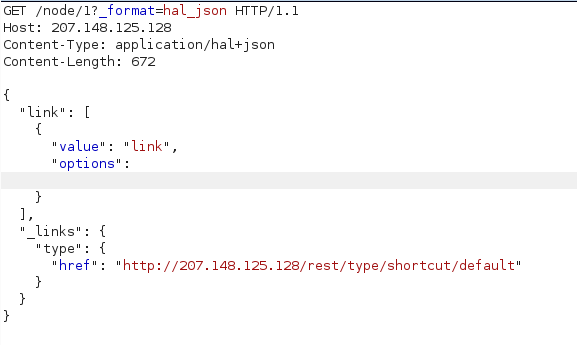 GET /node/1?_format=hal_json HTTP/1.1
Host: 207.148.125.128
Content-Type: application/hal+json
Content-Length: 672

{
  "link": [
    {
      "value": "link",
      "options":

    }
  ],
  "_links": {
    "type": {
      "href": "http://207.148.125.128/rest/type/shortcut/default"
    }
  }
}